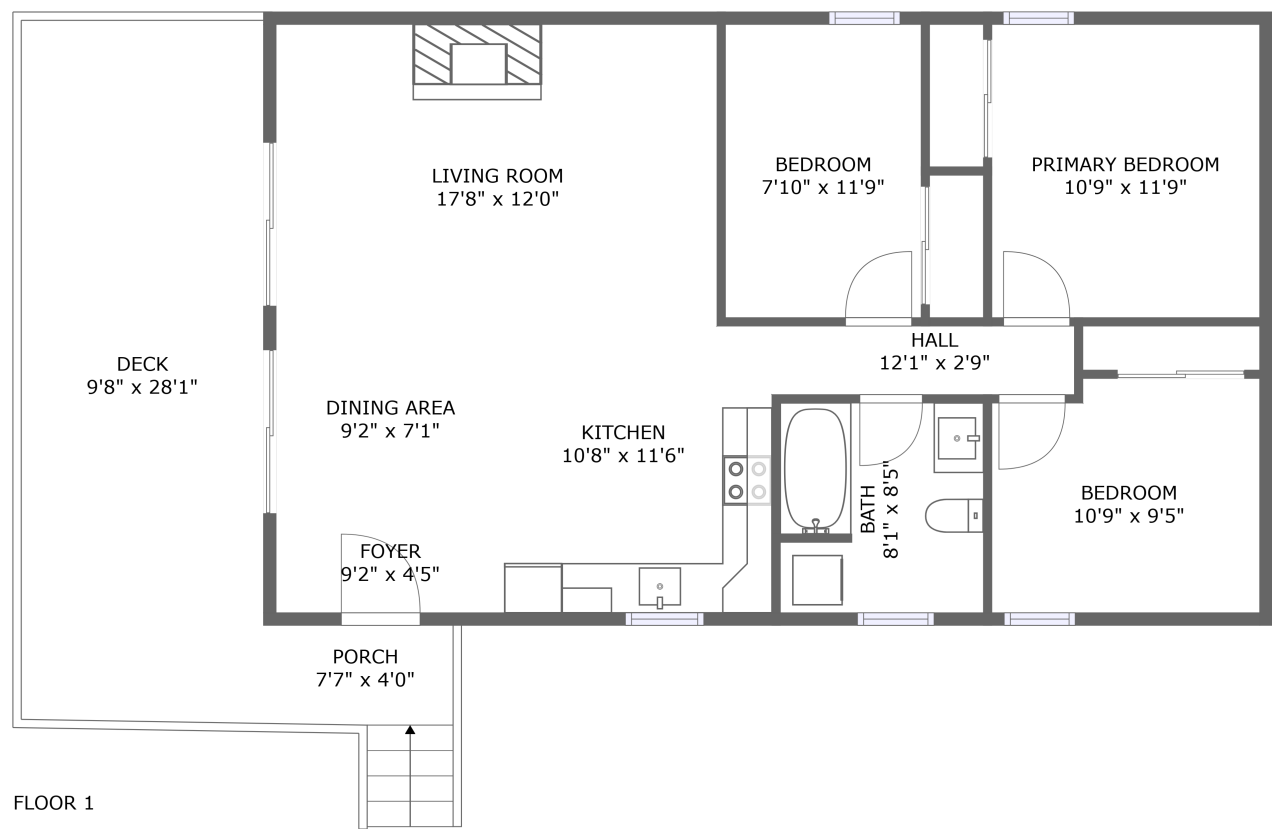 LIVING ROOM
17'8" x 12'0"
BEDROOM
7'10" x 11'9"
PRIMARY BEDROOM
10'9" x 11'9"
DECK
9'8" x 28'1"
HALL
12'1" x 2'9"
DINING AREA
9'2" x 7'1"
KITCHEN
10'8" x 11'6"
BATH
8'1" x 8'5"
BEDROOM
10'9" x 9'5"
FOYER
9'2" x 4'5"
PORCH
7'7" x 4'0"
FLOOR 1